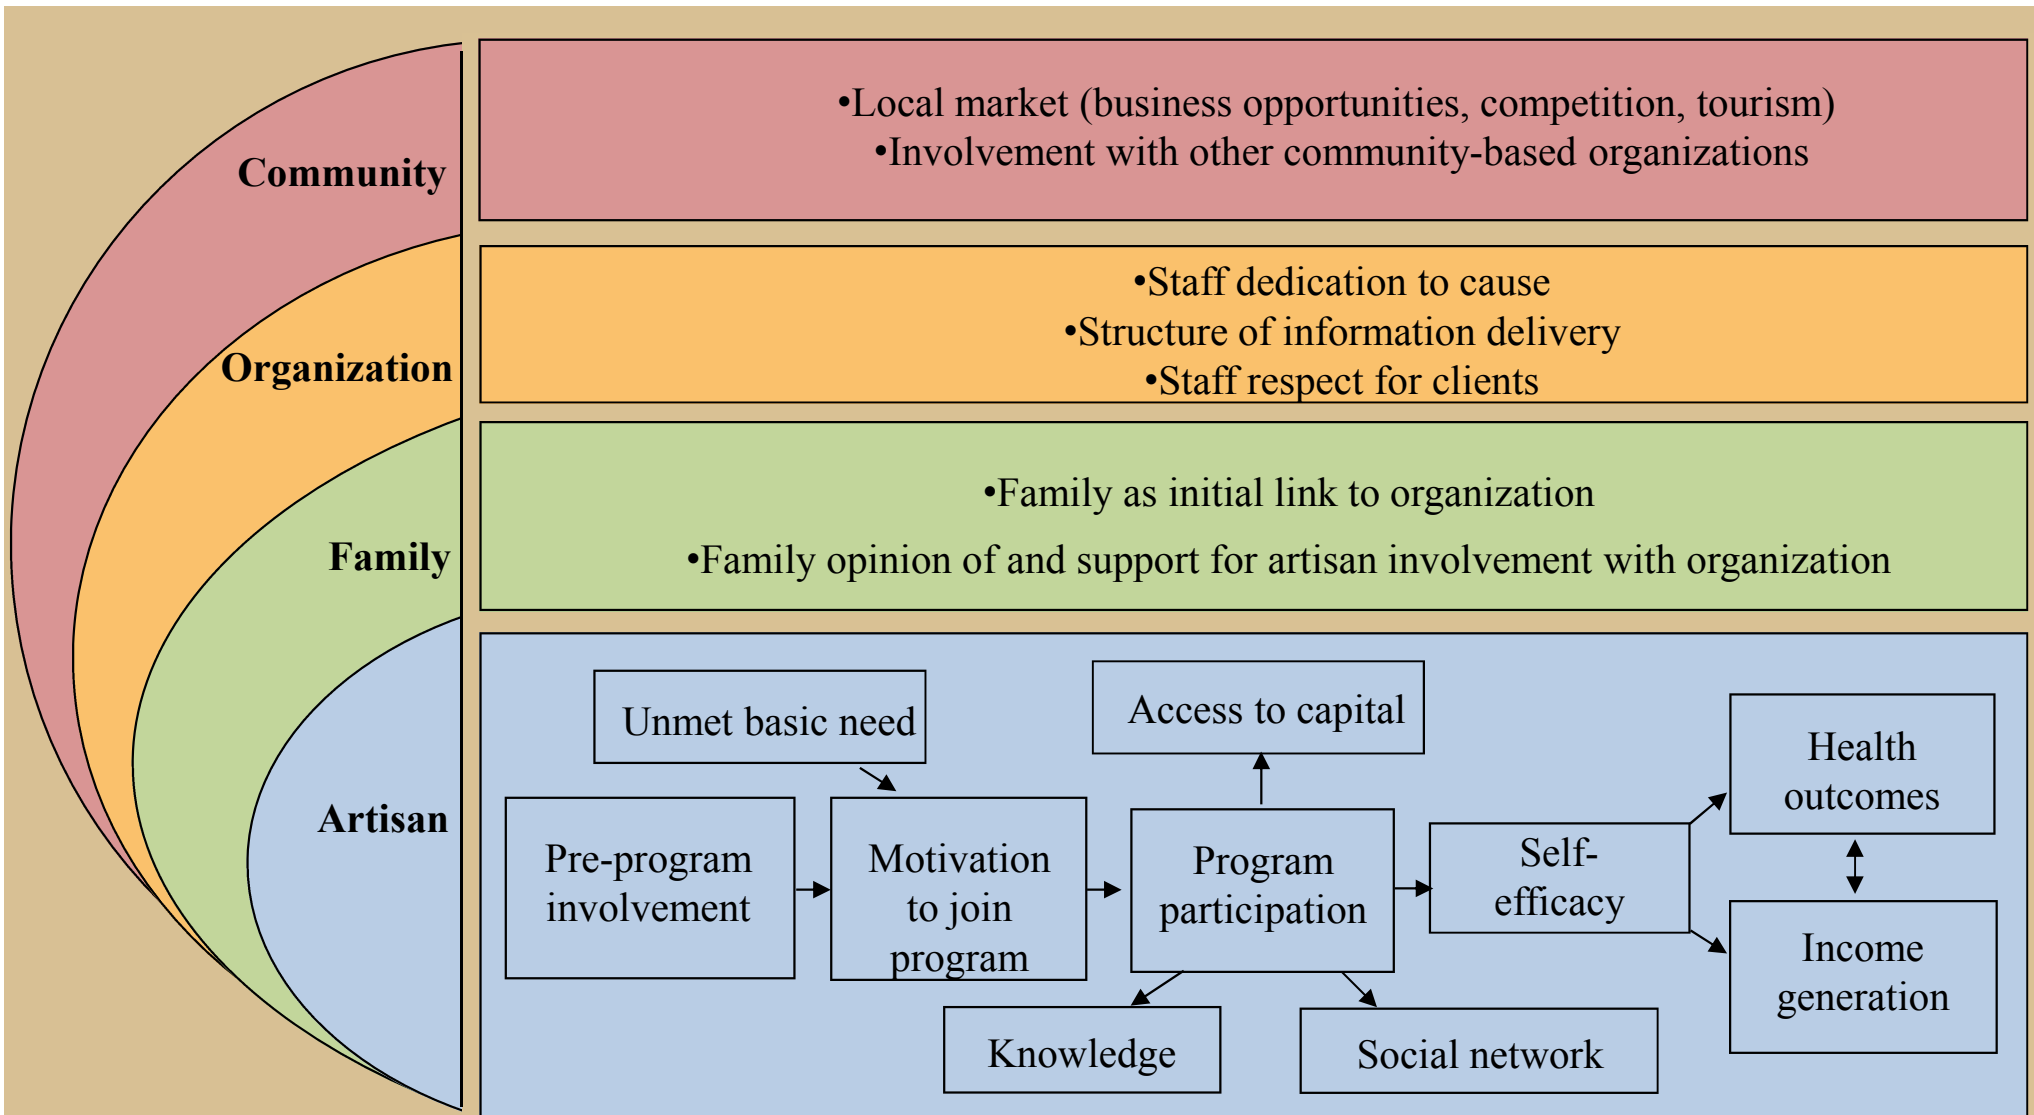 Community
•Local market (business opportunities, competition, tourism)
•Involvement with other community-based organizations
Organization
•Staff dedication to cause
•Structure of information delivery
•Staff respect for clients
Family
•Family as initial link to organization
•Family opinion of and support for artisan involvement with organization
Artisan
Unmet basic need
Access to capital
Health
outcomes
Pre-program
involvement
Motivation
to join
program
Program
participation
Self-
efficacy
Income
generation
Knowledge
Social network